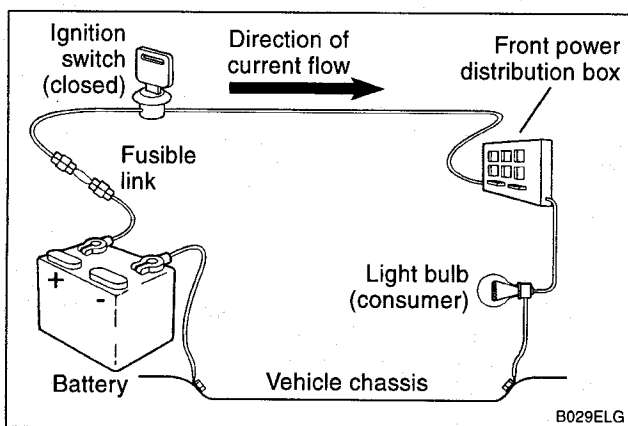 Ignition
switch
(closed)
Direction of
current flow
Front power
distribution box
Fusible
link
+
-
Light bulb
(consumer)
Battery
Vehicle chassis
B029ELG